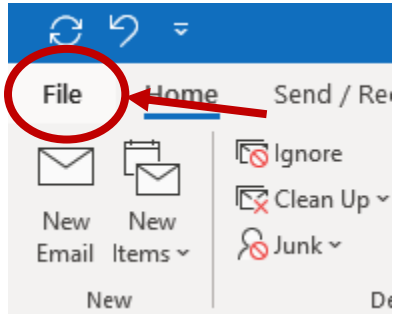 File Home Send / Re
Ignore
Clean Up
Junk
New Email
New Items
New
De